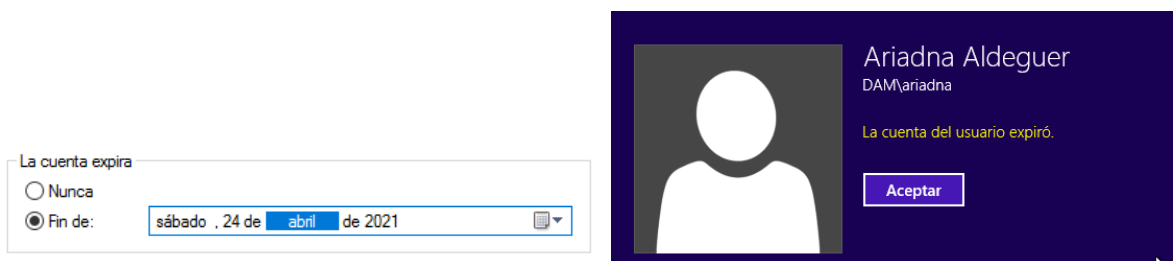 La cuenta expira
Nunca
Fin de:
sábado , 24 de abril de 2021
Ariadna Aldeguer
DAM\ariadna
La cuenta del usuario expiró.
Aceptar